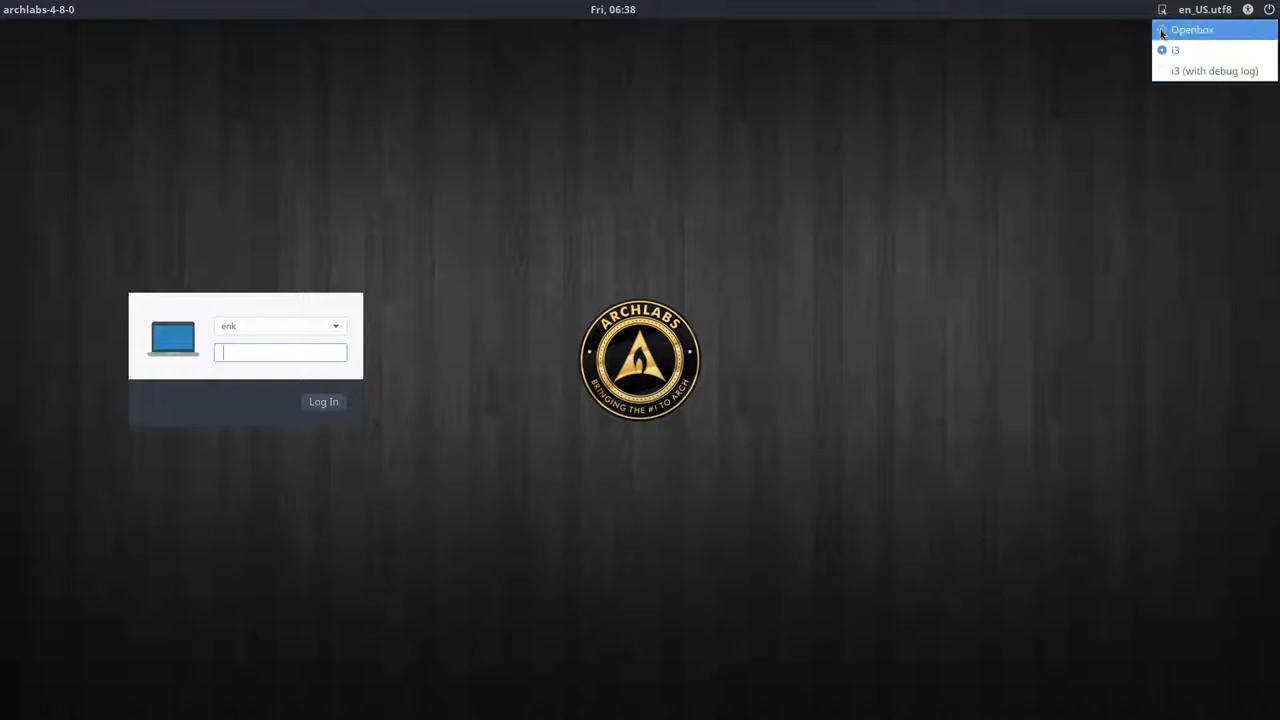 archlabs-4-8-0
Fri, 06:38
en_US.utf8
Openbox
i3
i3 (with debug log)
erik
Log In
ARCHLABS
BRINGING THE #! TO ARCH